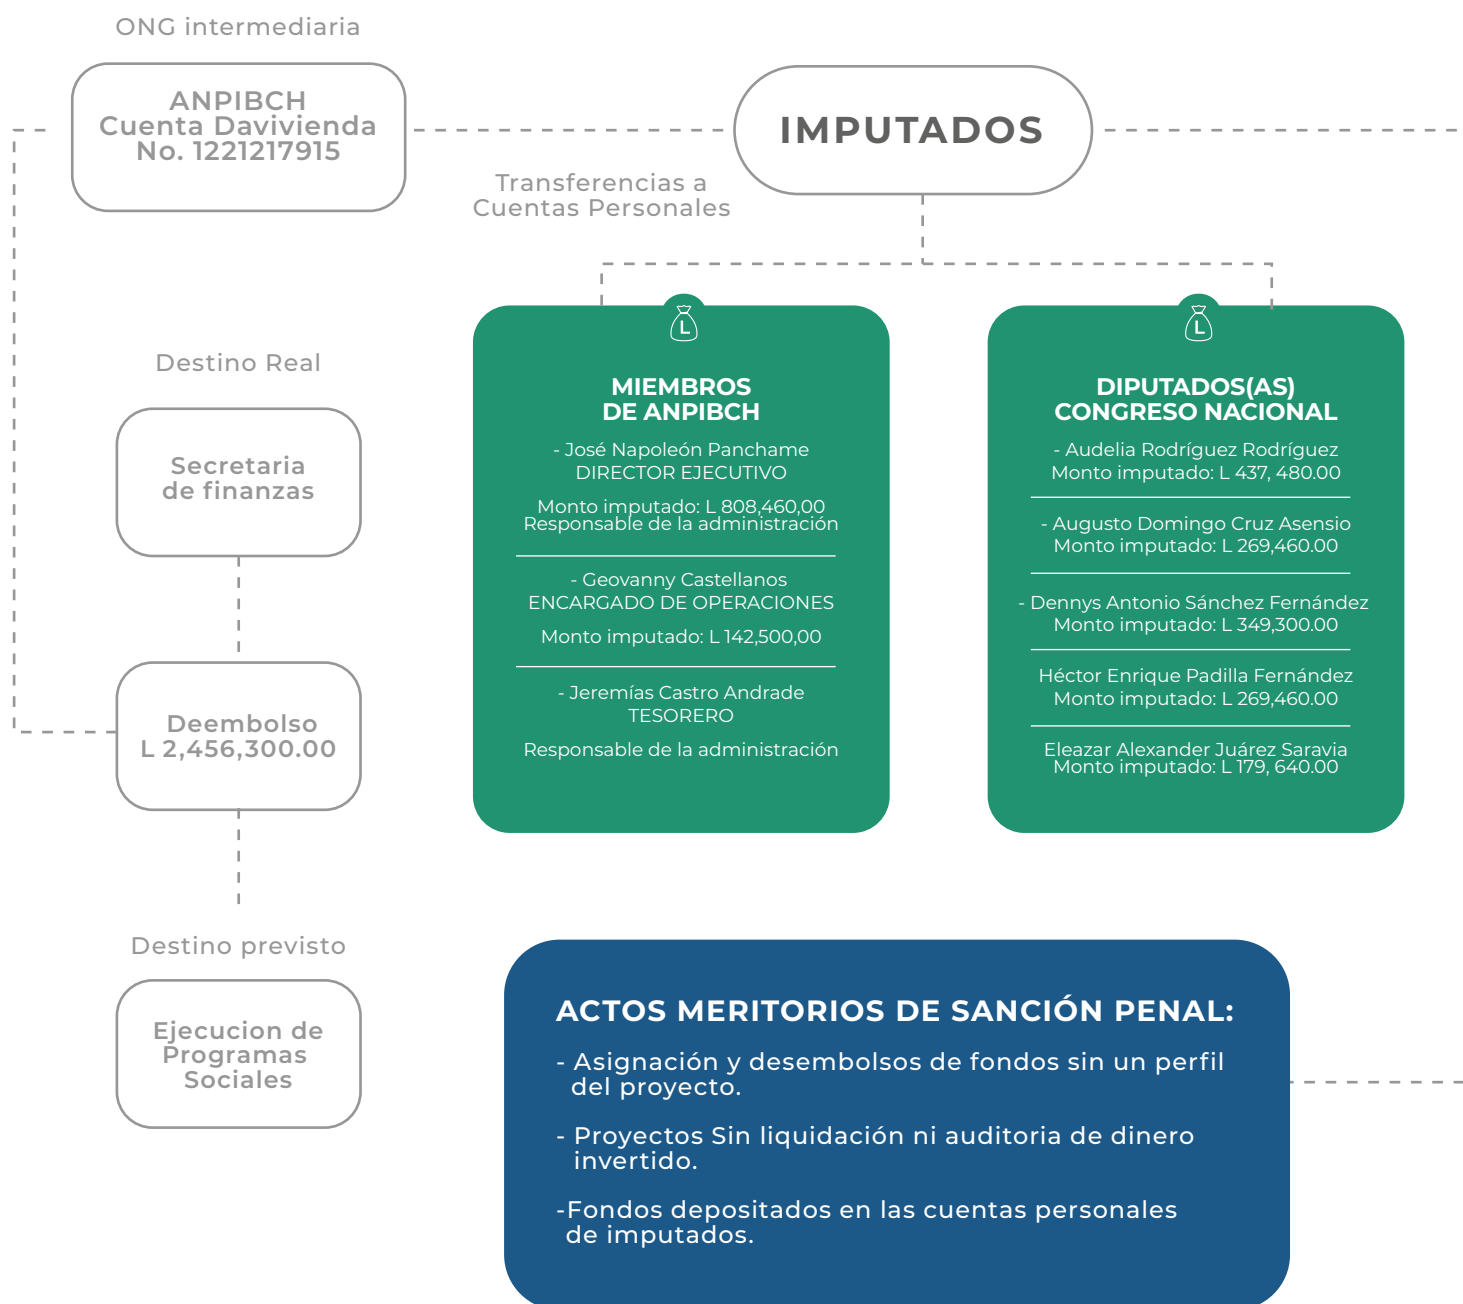 ONG intermediaria
ANPIBCH
Cuenta Davivienda
No. 1221217915
IMPUTADOS
Transferencias a
Cuentas Personales
Destino Real
Secretaria
de finanzas
Deembolso
L 2,456,300.00
Destino previsto
Ejecucion de
Programas
Sociales
L
MIEMBROS
DE ANPIBCH
- José Napoleón Panchame
DIRECTOR EJECUTIVO
Monto imputado: L 808,460,00
Responsable de la administración
- Geovanny Castellanos
ENCARGADO DE OPERACIONES
Monto imputado: L 142,500,00
- Jeremías Castro Andrade
TESORERO
Responsable de la administración
L
DIPUTADOS(AS)
CONGRESO NACIONAL
- Audelia Rodríguez Rodríguez
Monto imputado: L 437, 480.00
- Augusto Domingo Cruz Asensio
Monto imputado: L 269,460.00
- Dennys Antonio Sánchez Fernández
Monto imputado: L 349,300.00
Héctor Enrique Padilla Fernández
Monto imputado: L 269,460.00
Eleazar Alexander Juárez Saravia
Monto imputado: L 179, 640.00
ACTOS MERITORIOS DE SANCIÓN PENAL:
- Asignación y desembolsos de fondos sin un perfil
del proyecto.
- Proyectos Sin liquidación ni auditoria de dinero
invertido.
-Fondos depositados en las cuentas personales
de imputados.